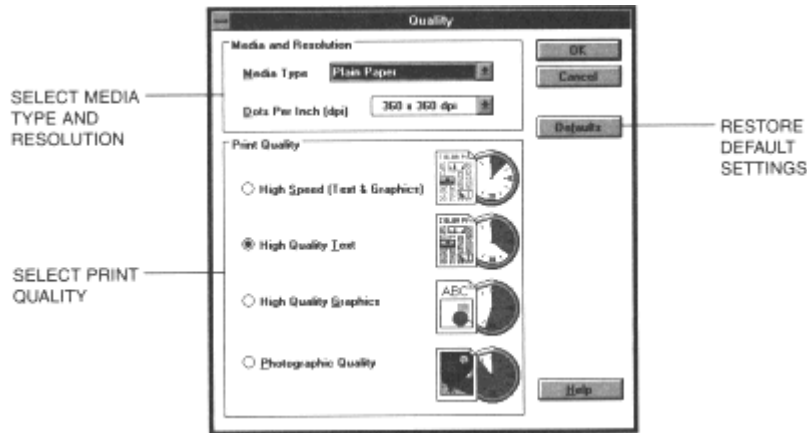 Quality
Media and Resolution
Media Type Plain Paper
Dots Per Inch (dpi) 360 x 360 dpi
OK
Cancel
Defaults
SELECT MEDIA
TYPE AND
RESOLUTION
RESTORE
DEFAULT
SETTINGS
Print Quality
High Speed (Text & Graphics)
High Quality Text
High Quality Graphics
ABC
Photographic Quality
SELECT PRINT
QUALITY
Help